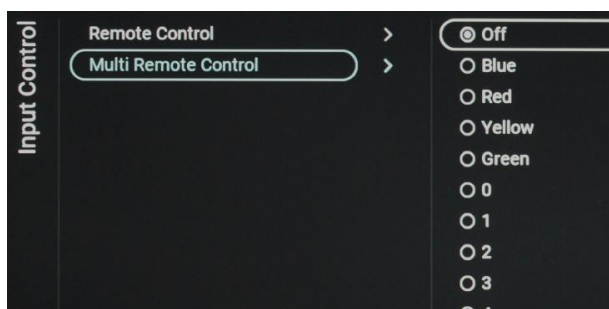 Input Control
Remote Control
Multi Remote Control
Off
Blue
Red
Yellow
Green
0
1
2
3